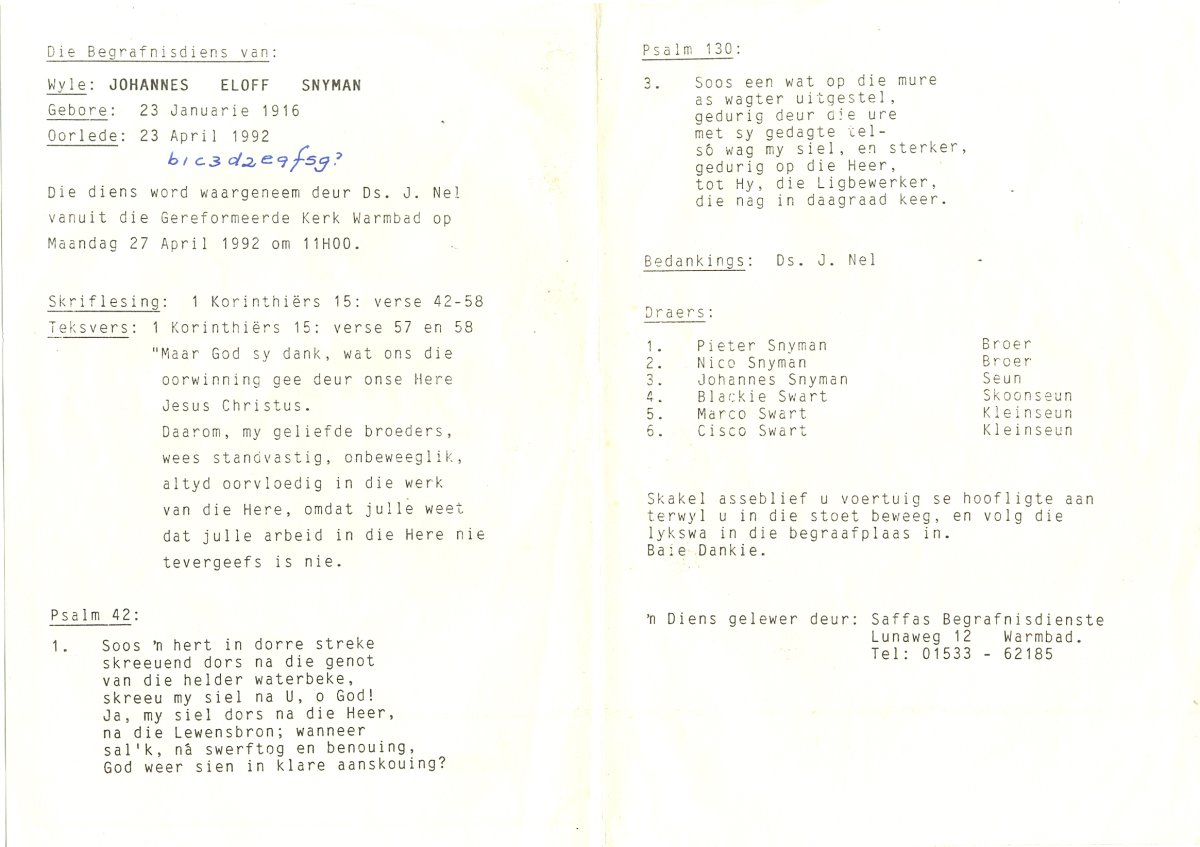 Die Begrafnisdiens van:
Wyle: JOHANNES ELOFF SNYMAN
Gebore: 23 Januarie 1916
Oorlede: 23 April 1992
b1c3d2e9f5g?
Die diens word waargeneem deur Ds. J. Nel
vanuit die Gereformeerde Kerk Warmbad op
Maandag 27 April 1992 om 11H00.
Skriflesing: 1 Korinthiërs 15: verse 42-58
Teksvers: 1 Korinthiërs 15: verse 57 en 58
"Maar God sy dank, wat ons die
oorwinning gee deur onse Here
Jesus Christus.
Daarom, my geliefde broeders,
wees standvastig, onbeweeglik,
altyd oorvloedig in die werk
van die Here, omdat julle weet
dat julle arbeid in die Here nie
tevergeefs is nie.
Psalm 42:
1. Soos 'n hert in dorre streke
skreeuend dors na die genot
van die helder waterbeke,
skreeu my siel na U, o God!
Ja, my siel dors na die Heer,
na die Lewensbron; wanneer
sal'k, ná swerftog en benouing,
God weer sien in klare aanskouing?
Psalm 130:
3. Soos een wat op die mure
as wagter uitgestel,
gedurig deur die ure
met sy gedagte tel-
só wag my siel, en sterker,
gedurig op die Heer,
tot Hy, die Ligbewerker,
die nag in daagraad keer.
Bedankings: Ds. J. Nel
Draers:
1. Pieter Snyman Broer
2. Nico Snyman Broer
3. Johannes Snyman Seun
4. Blackie Swart Skoonseun
5. Marco Swart Kleinseun
6. Cisco Swart Kleinseun
Skakel asseblief u voertuig se hoofligte aan
terwyl u in die stoet beweeg, en volg die
lykswa in die begraafplaas in.
Baie Dankie.
'n Diens gelewer deur: Saffas Begrafnisdienste
Lunaweg 12 Warmbad.
Tel: 01533 - 62185